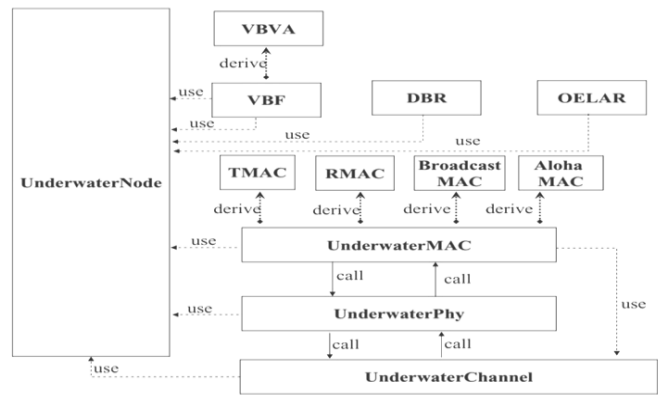 VBVA
derive
VBF
DBR
OELAR
use
use
use
use
TMAC
RMAC
Broadcast
MAC
Aloha
MAC
UnderwaterNode
derive
derive
derive
derive
UnderwaterMAC
use
call
call
use
use
UnderwaterPhy
call
call
use
UnderwaterChannel